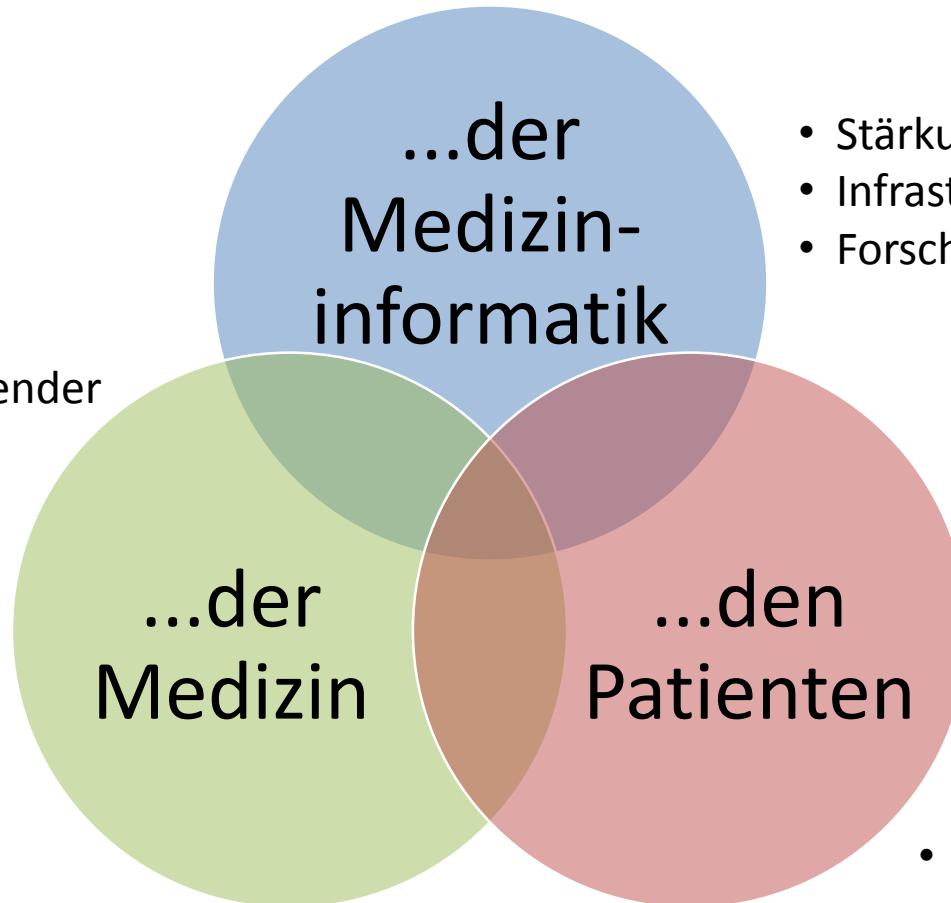 ...der
Medizin-
informatik
• Stärku
• Infrast
• Forsch
ender
...der
Medizin
...den
Patienten
•